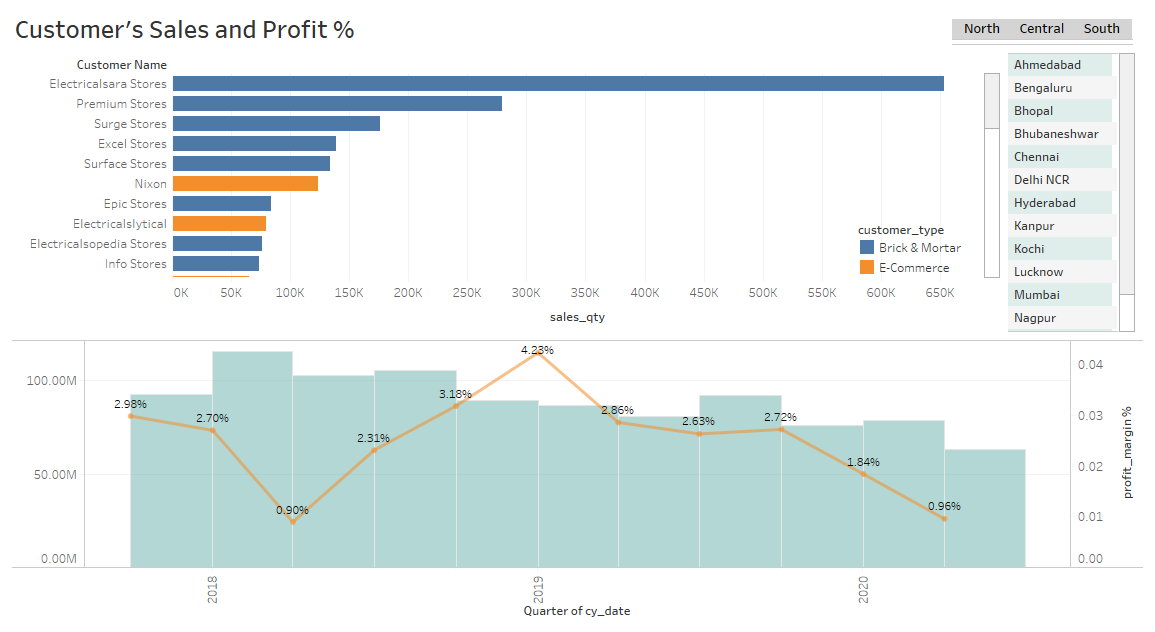 Customer’s Sales and Profit %
North Central South
Customer Name
Electricalsara Stores
Premium Stores
Surge Stores
Excel Stores
Surface Stores
Nixon
Epic Stores
Electricalslytical
Electricalsopedia Stores
Info Stores
0K 50K 100K 150K 200K 250K 300K 350K 400K 450K 500K 550K 600K 650K
sales_qty
customer_type
Brick & Mortar
E-Commerce
Ahmedabad
Bengaluru
Bhopal
Bhubaneshwar
Chennai
Delhi NCR
Hyderabad
Kanpur
Kochi
Lucknow
Mumbai
Nagpur
100.00M
50.00M
0.00M
2.98%
2.70%
0.90%
2.31%
3.18%
4.23%
2.86%
2.63%
2.72%
1.84%
0.96%
0.04
0.03
0.02
0.01
0.00
profit_margin %
2018 2019 2020
Quarter of cy_date